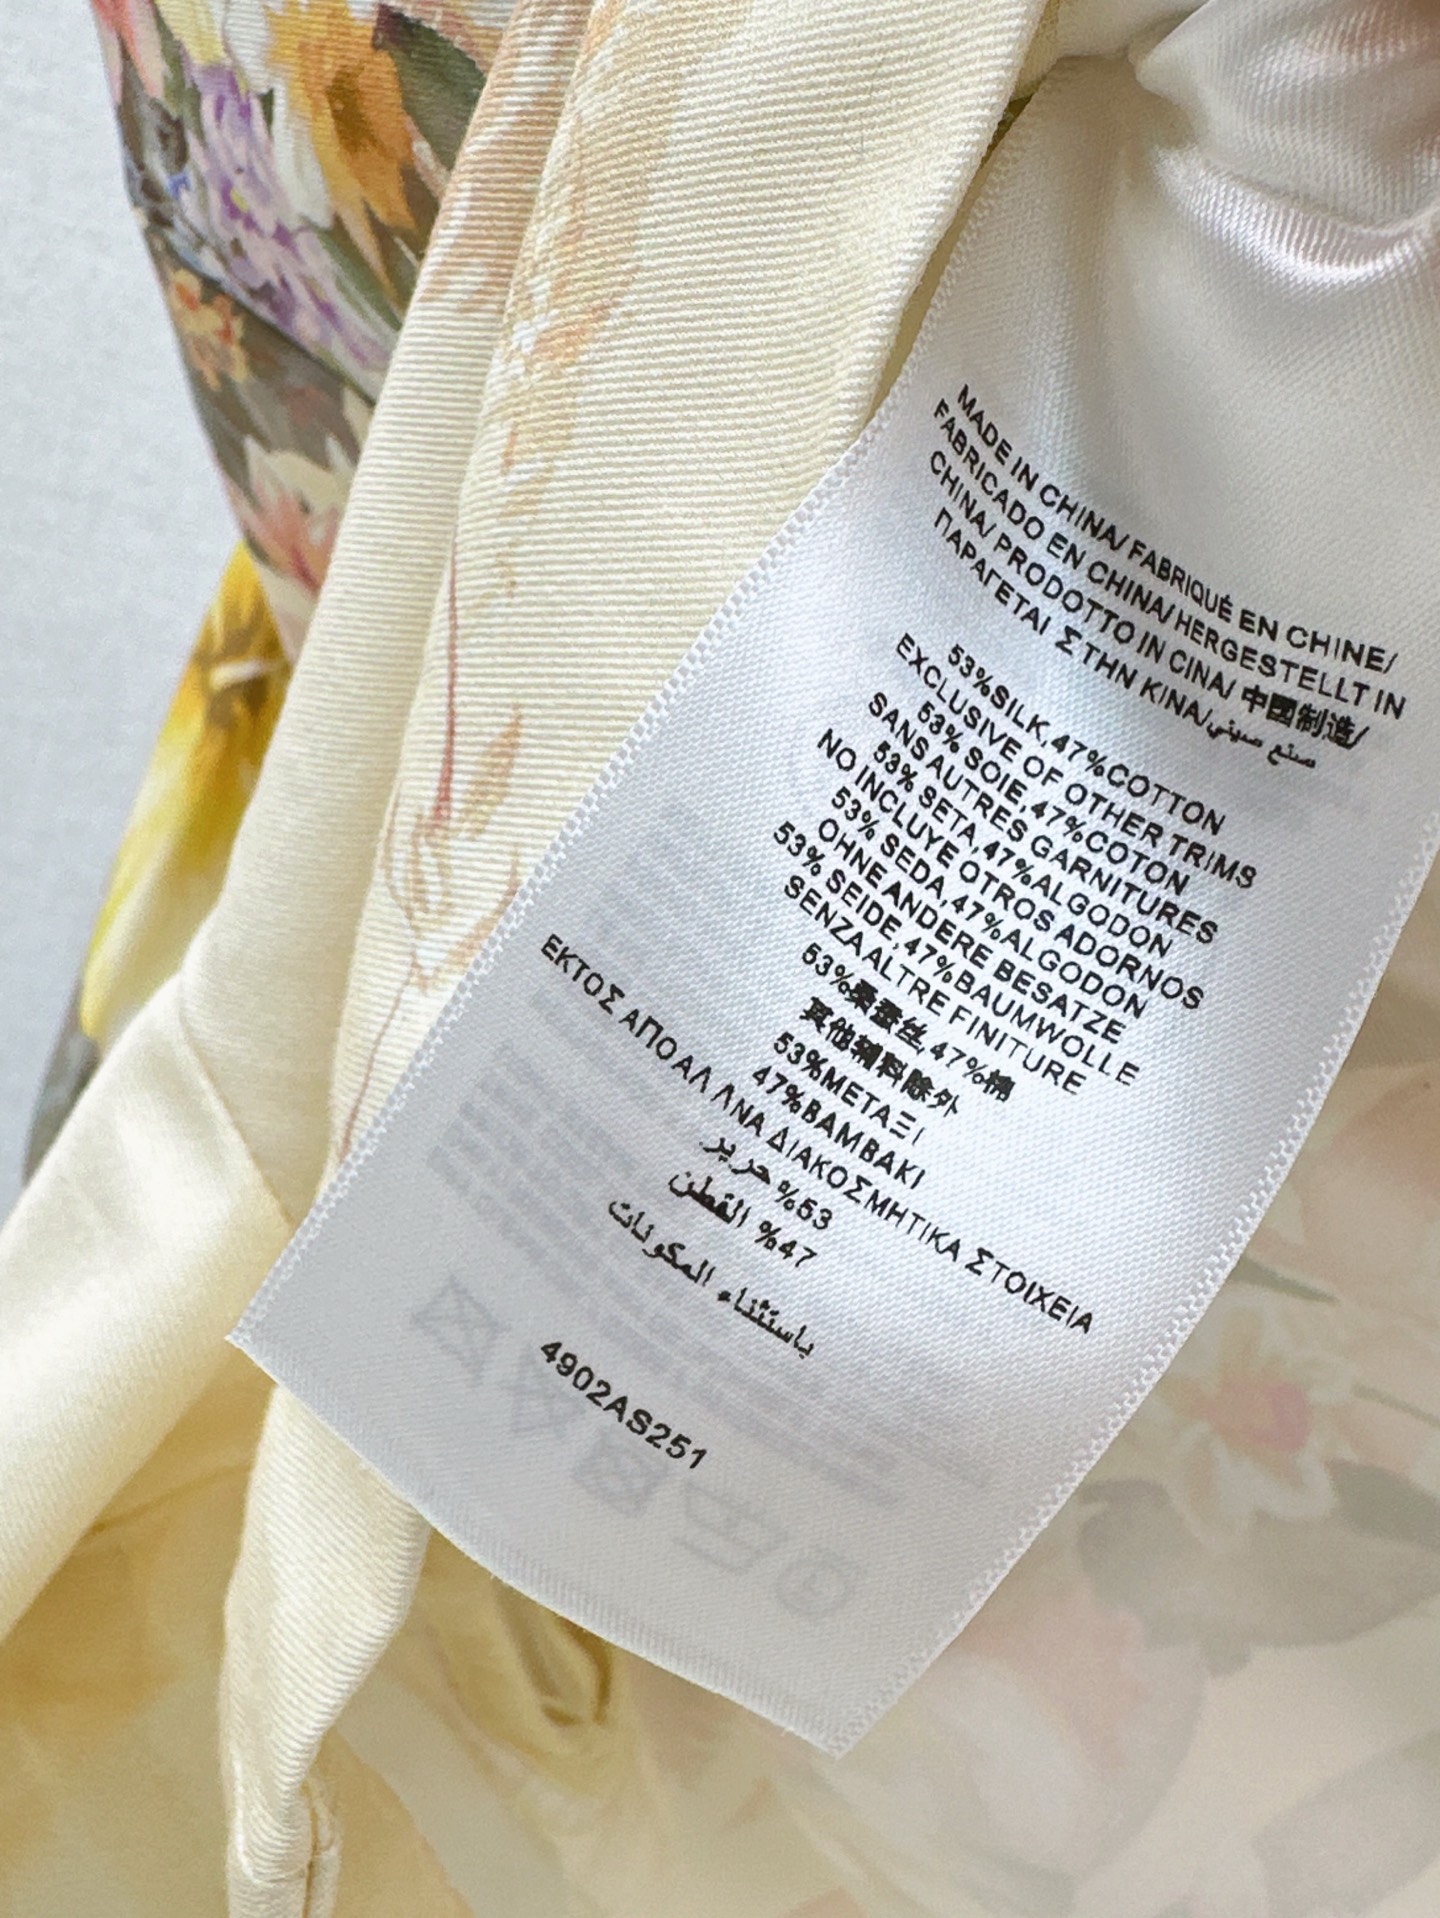 MADE IN CHINA/ FABRIQUÉ EN CHINE/
FABRICADO EN CHINA/ HERGESTELLT IN
CHINA/ PRODOTTO IN CINA/ 中國制造/
ΠΑΡΑΓΕΤΑΙ ΣΤΗΝ ΚΙΝΑ/صنع صيني
53%SILK,47%COTTON
EXCLUSIVE OF OTHER TRIMS
53% SOIE,47%COTON
SANS AUTRES GARNITURES
53% SETA,47%ALGODON
NO INCLUYE OTROS ADORNOS
53% SEDA,47%ALGODON
OHNE ANDERE BESATZE
53% SEIDE,47%BAUMWOLLE
SENZA ALTRE FINITURE
53%桑蚕丝,47%棉
其他辅料除外
53%ΜΕΤΑΞΙ
47%ΒΑΜΒΑΚΙ
ΕΚΤΟΣ ΑΠΟ ΑΛ ΛΝΑ ΔΙΑΚΟΣΜΗΤΙΚΑ ΣΤΟΙΧΕΙΑ
53% حرير
47% القطن
باستثناء المكونات
4902AS251